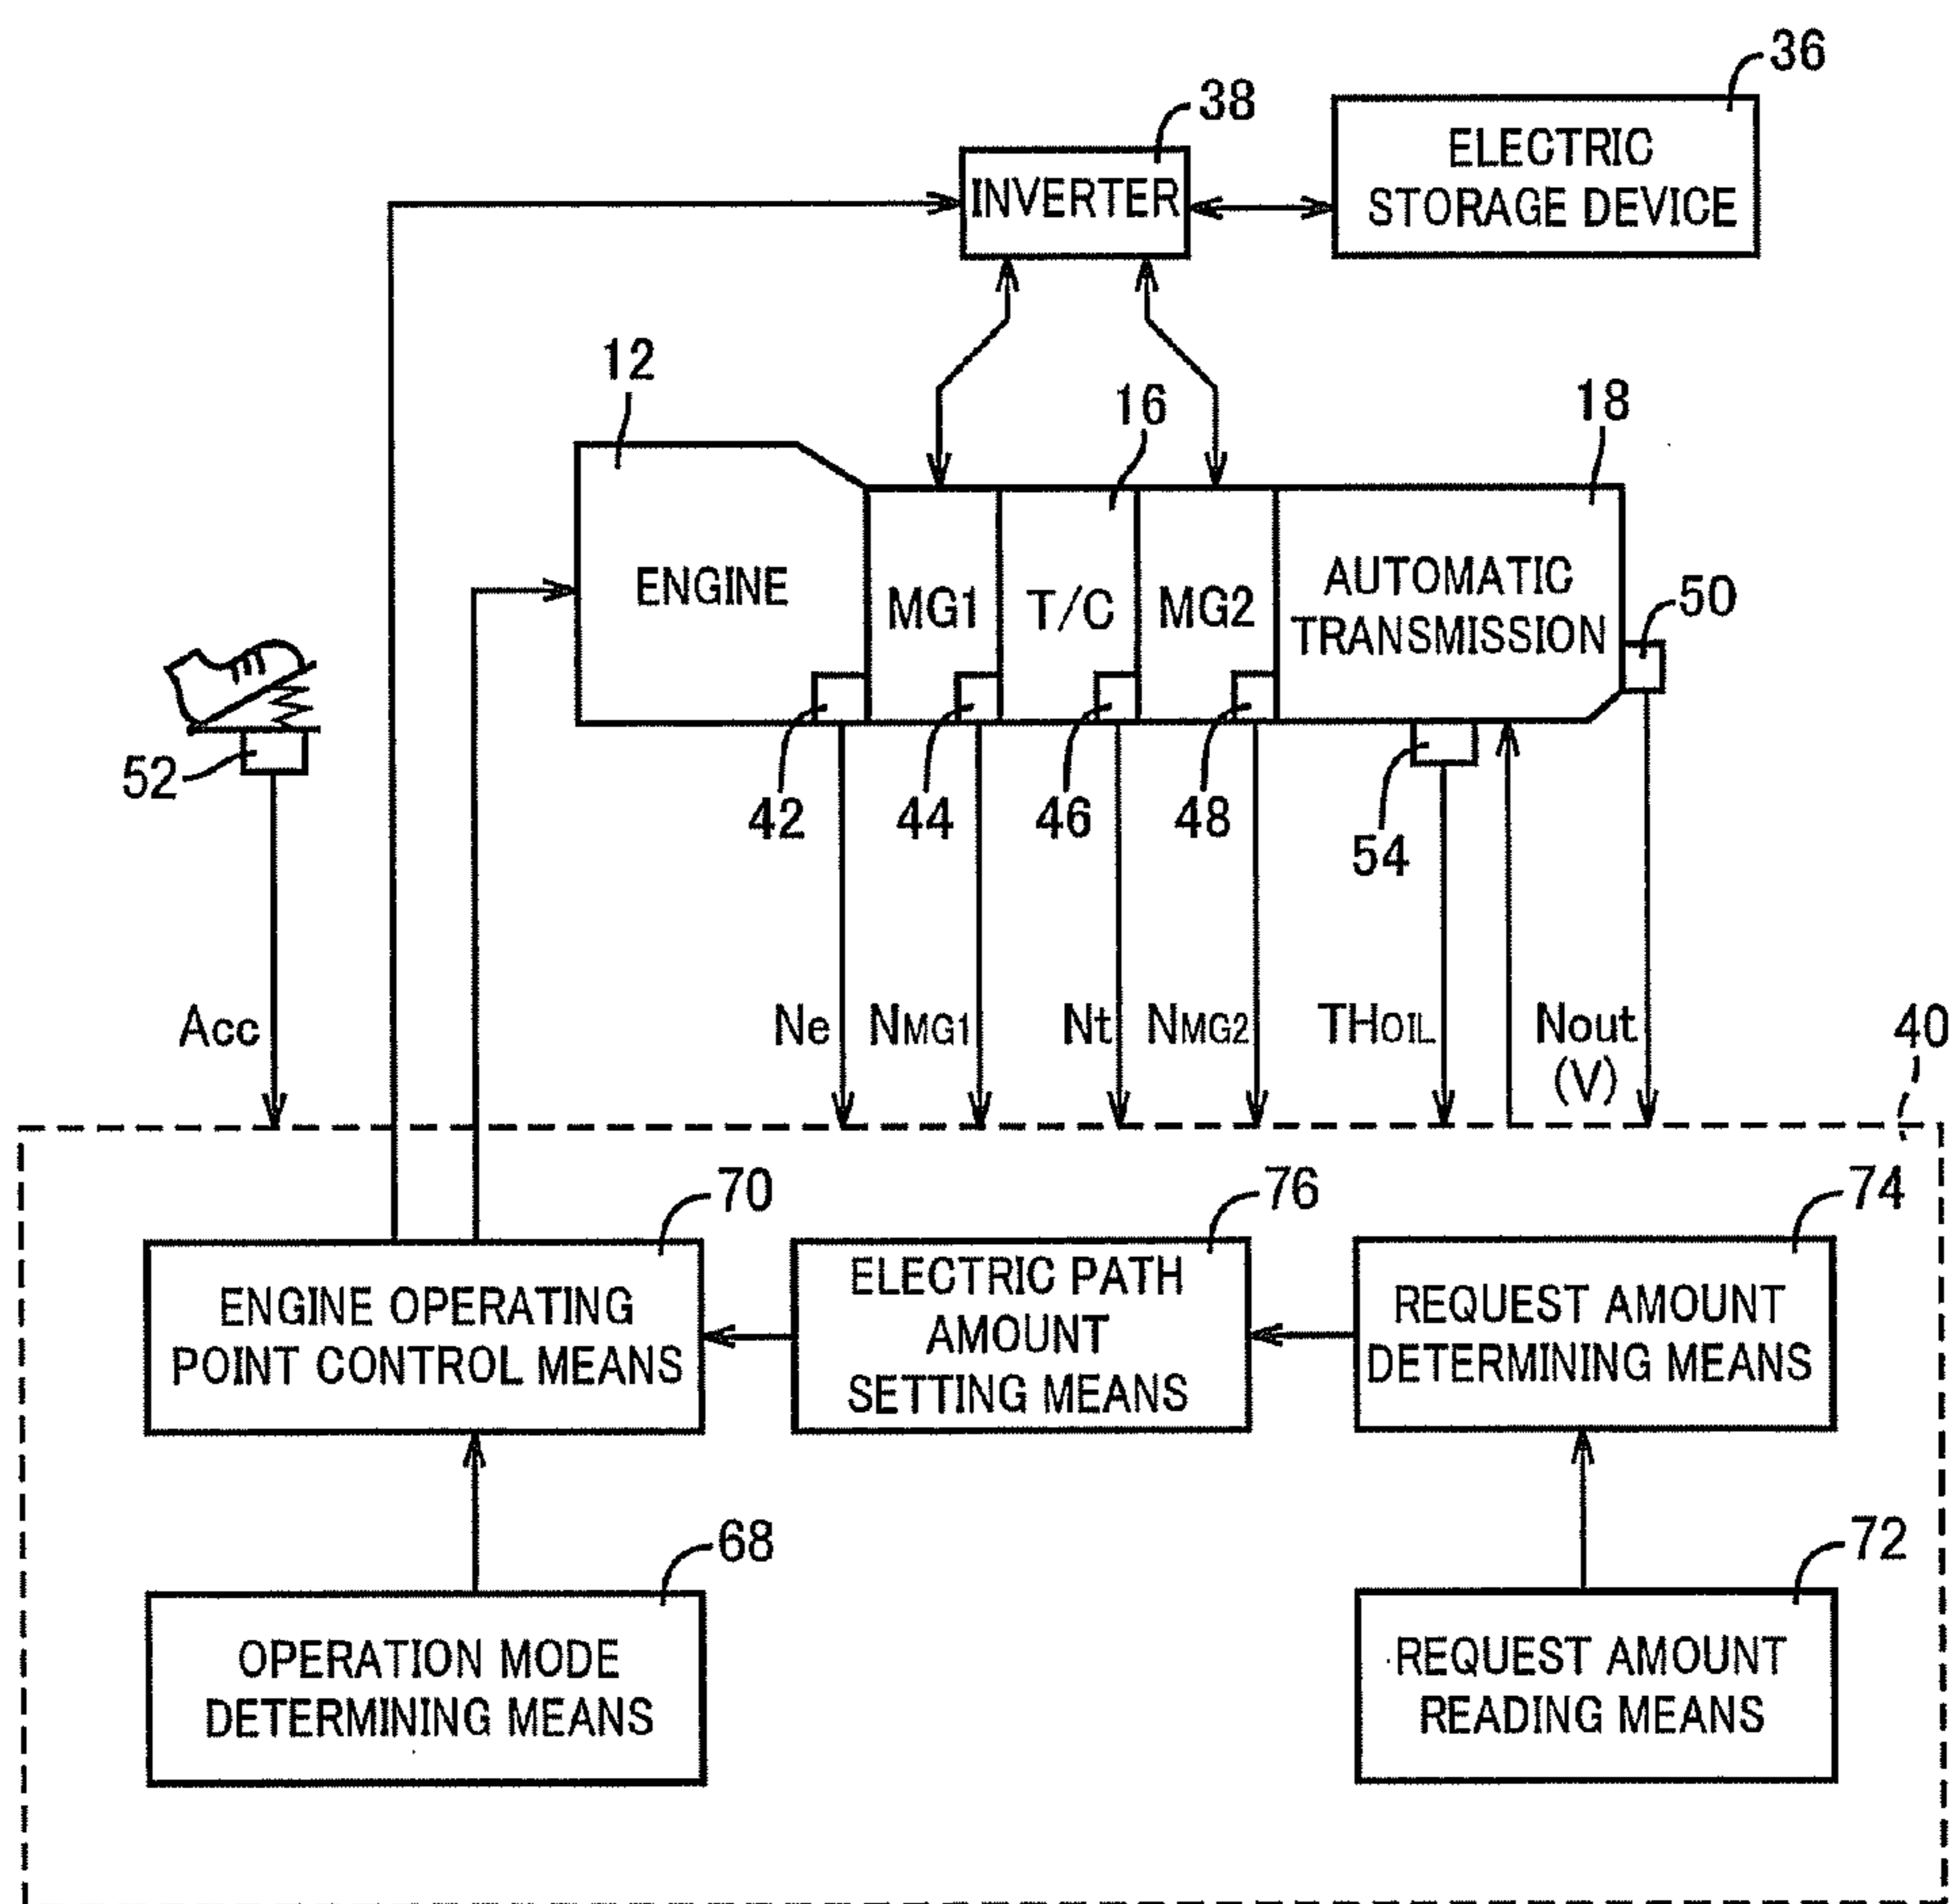 36
38
ELECTRIC
STORAGE DEVICE
INVERTER
12
16
18
ENGINE
MG1
T/C
MG2
AUTOMATIC
TRANSMISSION
50
52
42
44
46
48
54
Acc
Ne
NMG1
Nt
NMG2
THOIL
Nout
(V)
40
70
76
74
ENGINE OPERATING
POINT CONTROL MEANS
ELECTRIC PATH
AMOUNT
SETTING MEANS
REQUEST AMOUNT
DETERMINING MEANS
68
72
OPERATION MODE
DETERMINING MEANS
REQUEST AMOUNT
READING MEANS